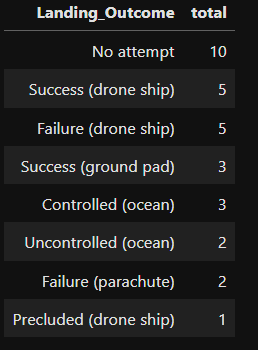 Landing_Outcome total
No attempt 10
Success (drone ship) 5
Failure (drone ship) 5
Success (ground pad) 3
Controlled (ocean) 3
Uncontrolled (ocean) 2
Failure (parachute) 2
Precluded (drone ship) 1